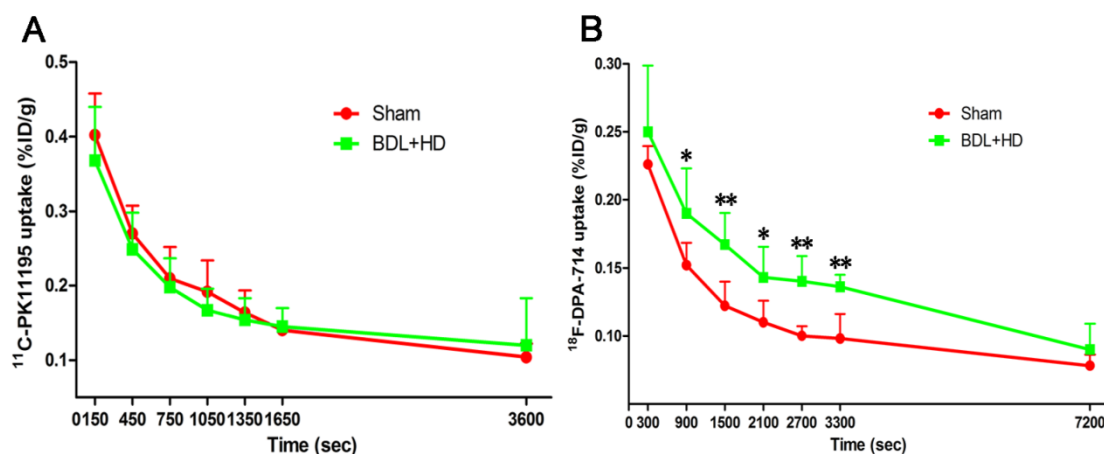 A
¹¹C-PK11195 uptake (%ID/g)
0.5
0.4
0.3
0.2
0.1
Sham
BDL+HD
0 150 450 750 1050 1350 1650 3600
Time (sec)
B
¹⁸F-DPA-714 uptake (%ID/g)
0.30
0.25
0.20
0.15
0.10
Sham
BDL+HD
* ** * ** **
0 300 900 1500 2100 2700 3300 7200
Time (sec)